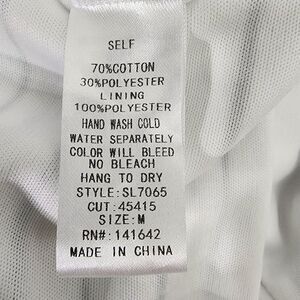 SELF
70%COTTON
30%POLYESTER
LINING
100%POLYESTER
HAND WASH COLD
WATER SEPARATELY
COLOR WILL BLEED
NO BLEACH
HANG TO DRY
STYLE:SL7065
CUT:45415
SIZE:M
RN#:141642
MADE IN CHINA